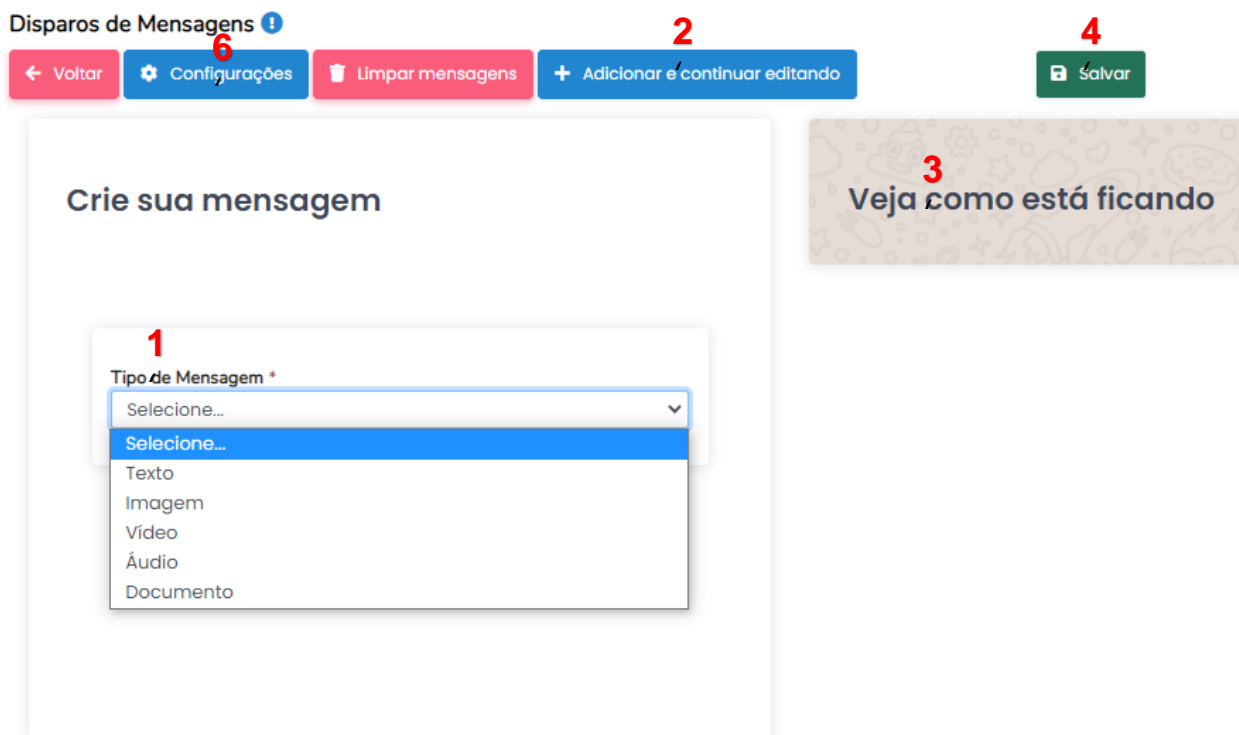 Disparos de Mensagens
6 2 4
Voltar Configurações Limpar mensagens Adicionar e continuar editando Salvar
Crie sua mensagem
3
Veja como está ficando
1
Tipo de Mensagem *
Selecione...
Selecione...
Texto
Imagem
Vídeo
Áudio
Documento